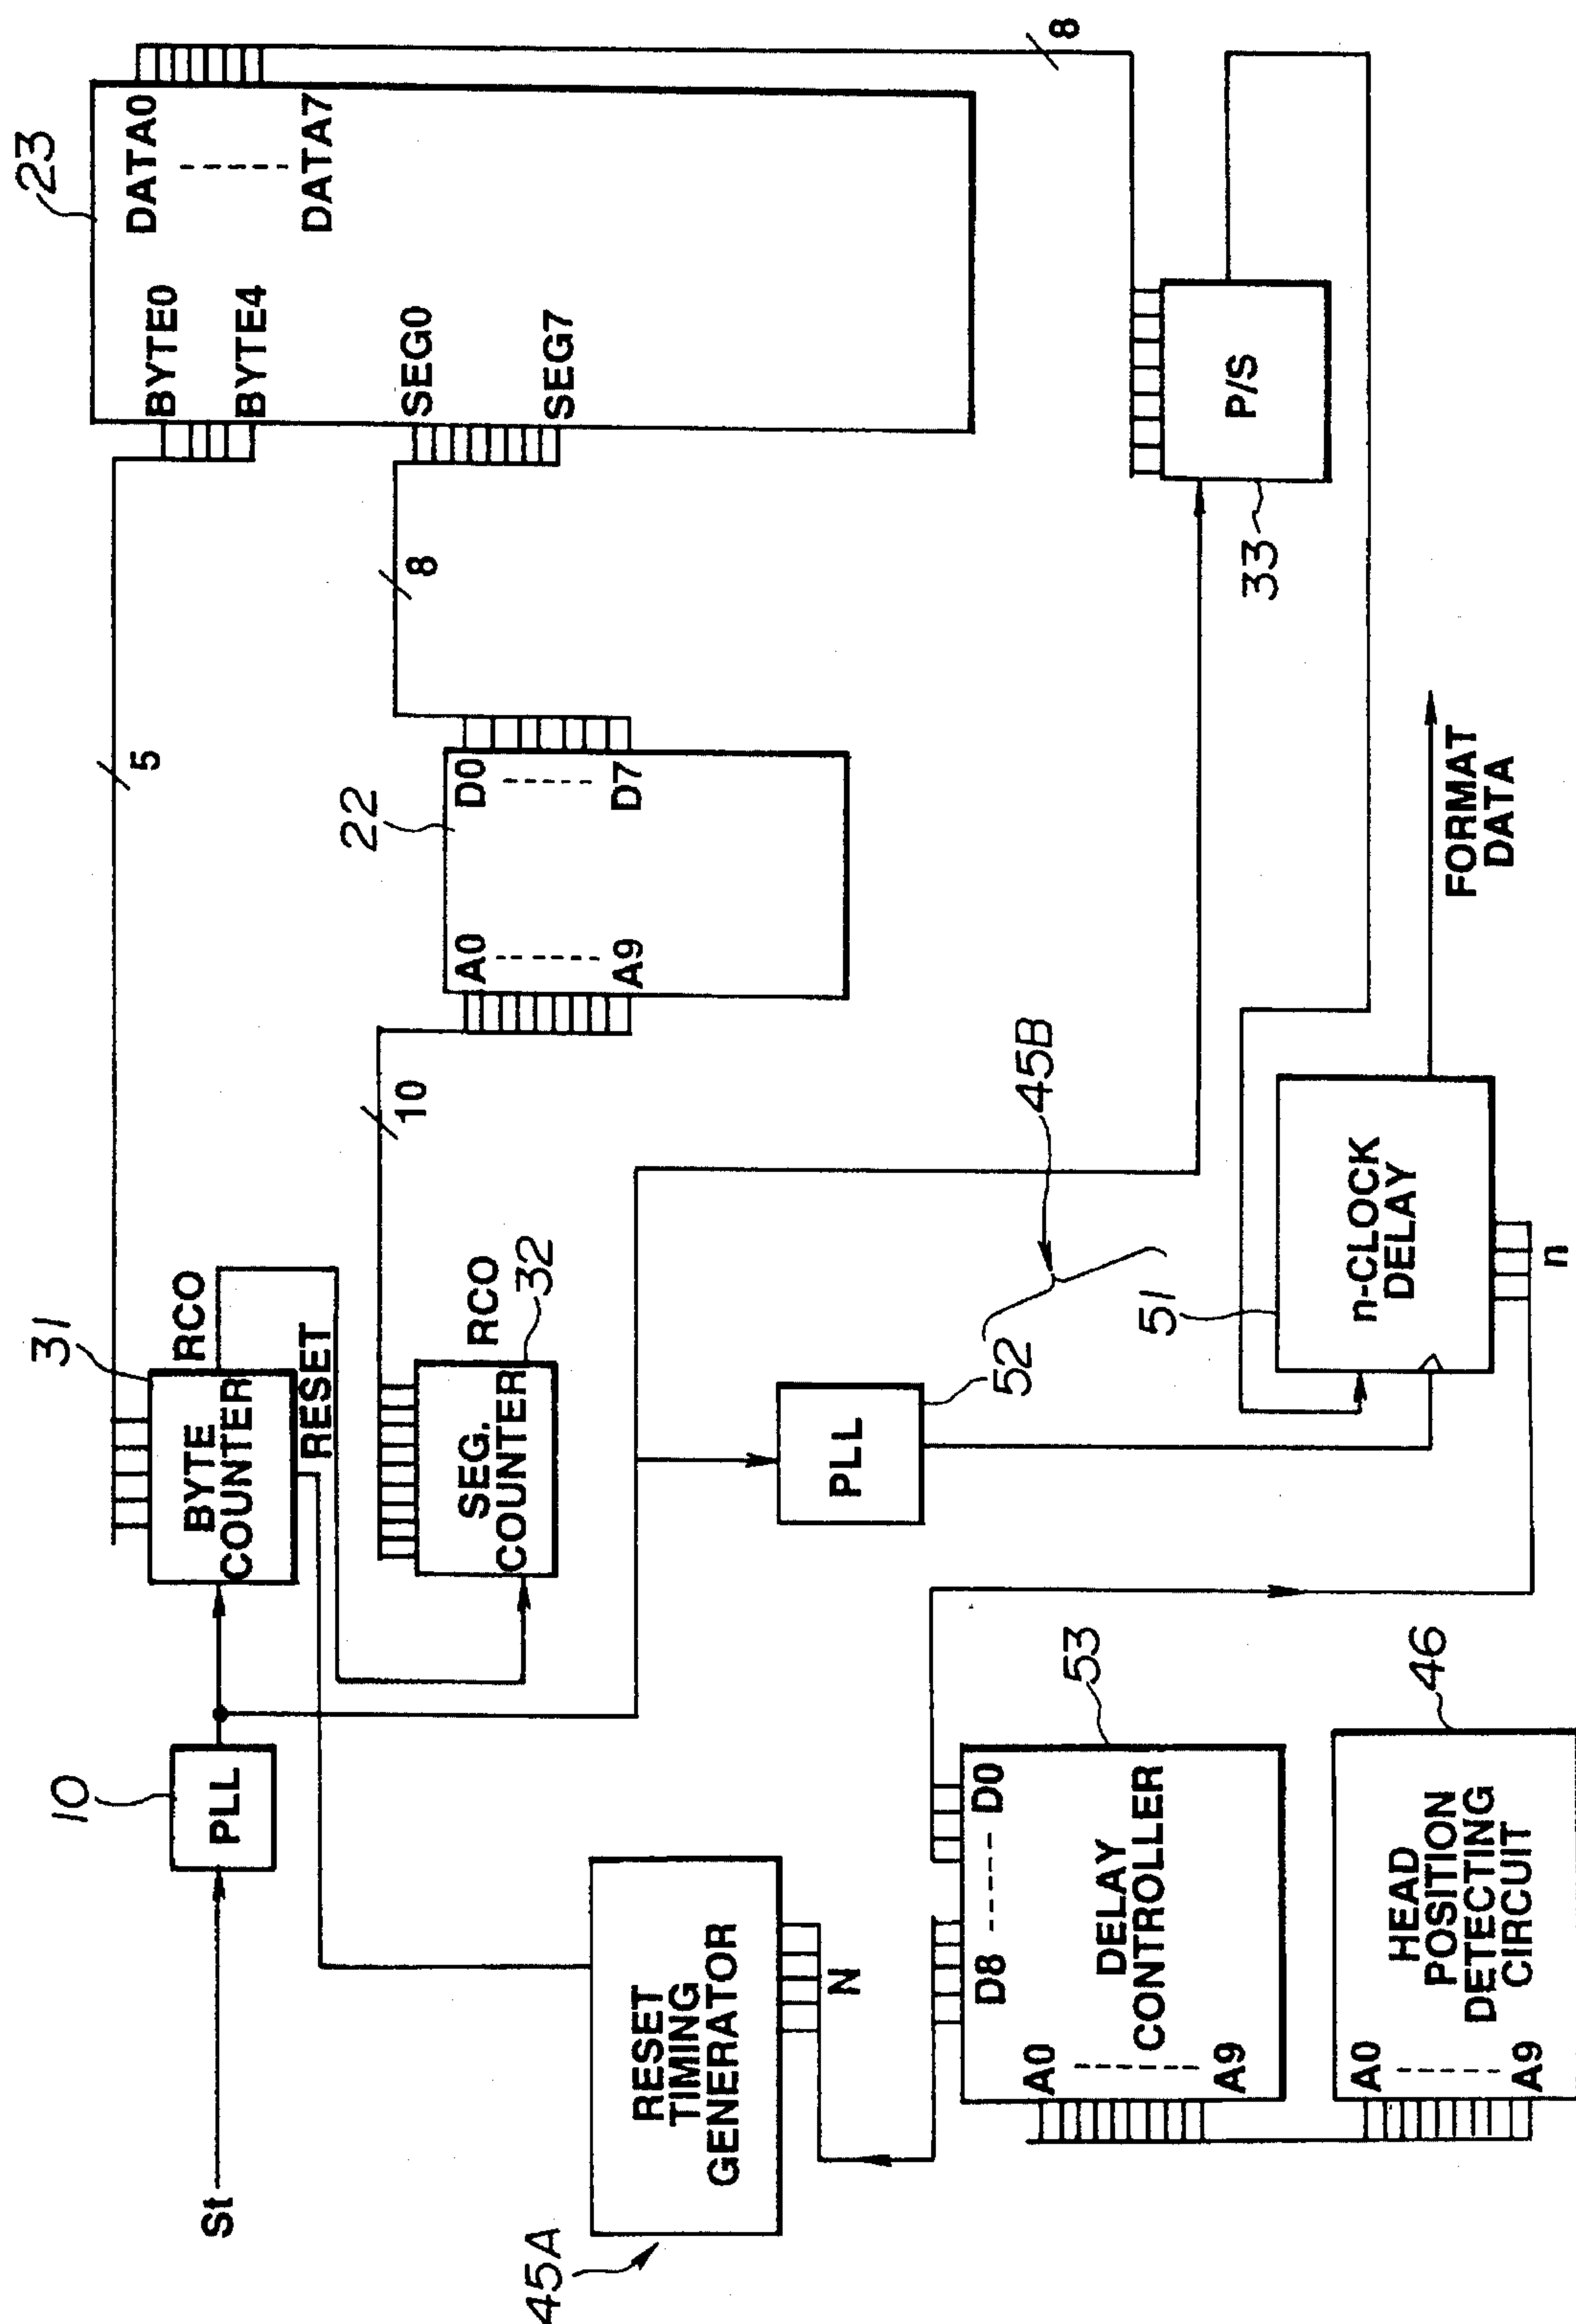 St
10
PLL
31
BYTE
COUNTER
RCO
RESET
5
23
BYTE0
BYTE4
SEG0
SEG7
DATA0
DATA7
8
SEG.
COUNTER
RCO
32
10
22
A0
A9
D0
D7
8
45A
RESET
TIMING
GENERATOR
N
PLL
52
45B
P/S
33
D8
D0
A0
A9
DELAY
CONTROLLER
53
51
n-CLOCK
DELAY
n
FORMAT
DATA
A0
A9
HEAD
POSITION
DETECTING
CIRCUIT
46